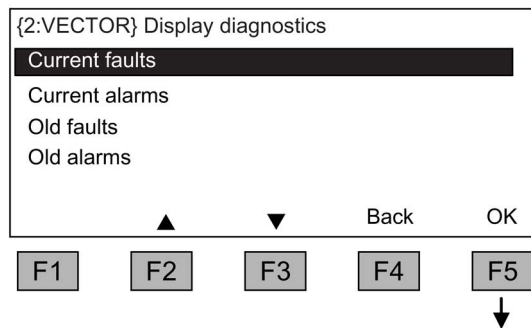 {2:VECTOR} Display diagnostics
Current faults
Current alarms
Old faults
Old alarms
▲ ▼ Back OK
F1 F2 F3 F4 F5